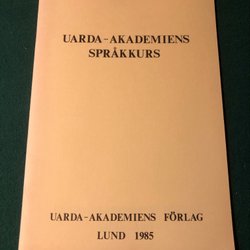 UARDA-AKADEMIENS
SPRÅKKURS
UARDA-AKADEMIENS FÖRLAG
LUND 1985